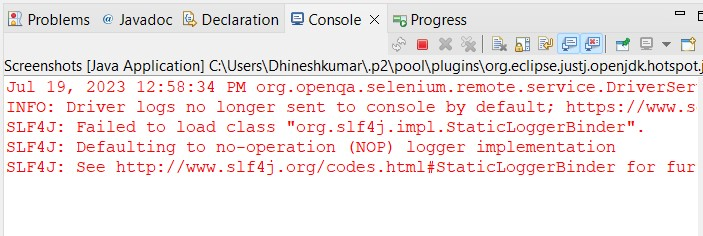 Problems @ Javadoc Declaration Console Progress
Screenshots [Java Application] C:\Users\Dhineshkumar\.p2\pool\plugins\org.eclipse.justj.openjdk.hotspot.j
Jul 19, 2023 12:58:34 PM org.openqa.selenium.remote.service.DriverSer
INFO: Driver logs no longer sent to console by default; https://www.s
SLF4J: Failed to load class "org.slf4j.impl.StaticLoggerBinder".
SLF4J: Defaulting to no-operation (NOP) logger implementation
SLF4J: See http://www.slf4j.org/codes.html#StaticLoggerBinder for fur